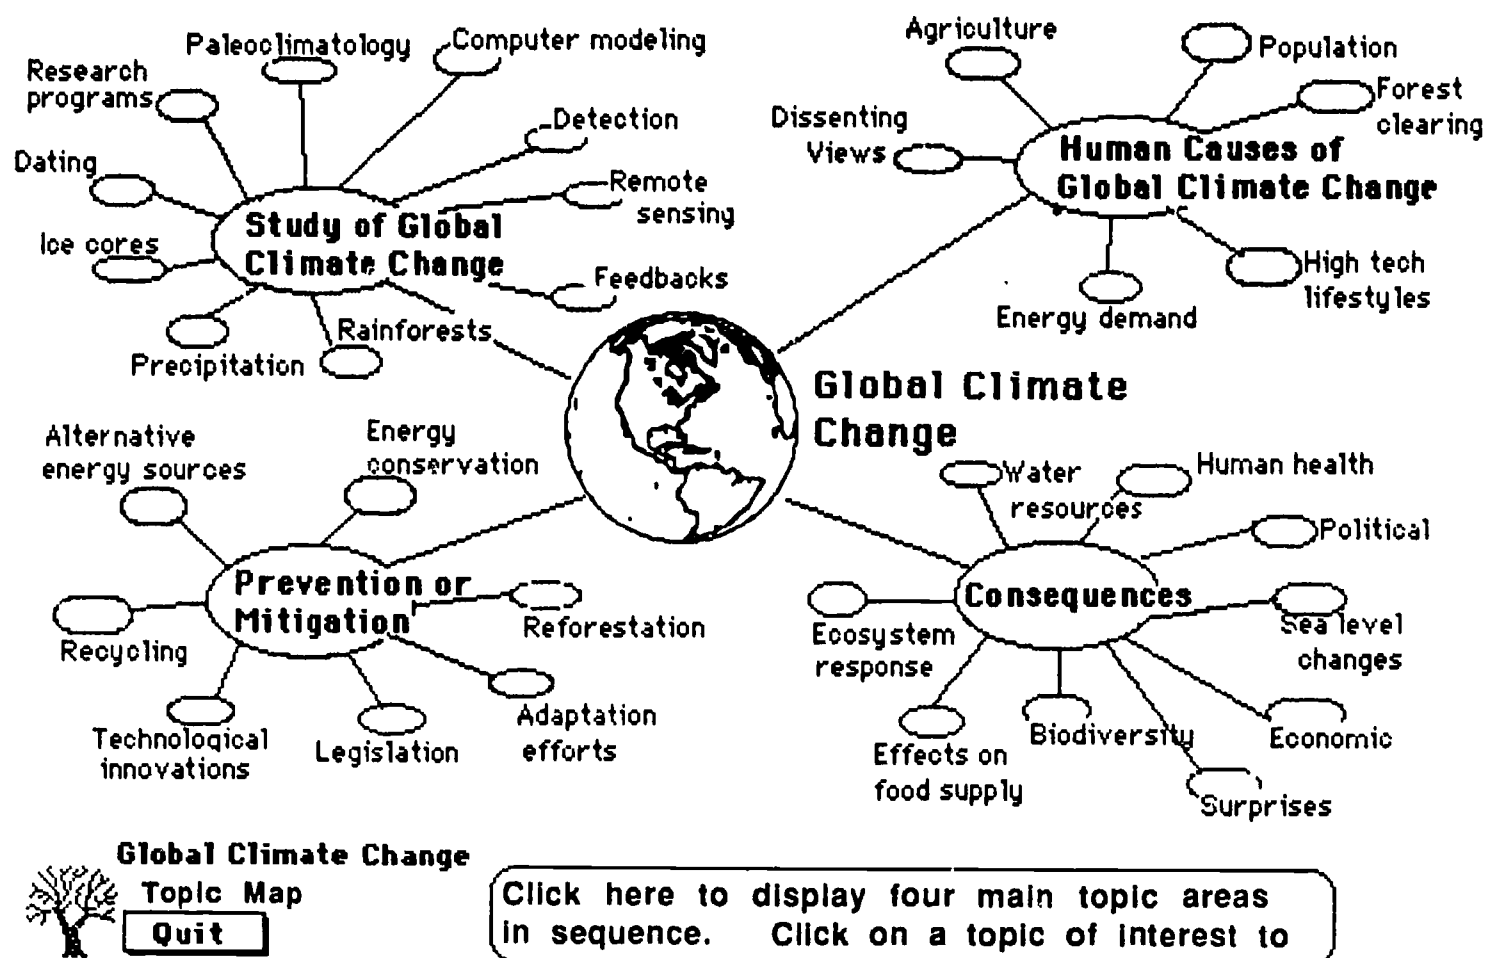 Paleoclimatology
Computer modeling
Research
programs
Detection
Dating
Remote
sensing
Study of Global
Climate Change
Ice cores
Feedbacks
Rainforests
Precipitation
Agriculture
Population
Forest
clearing
Dissenting
Views
Human Causes of
Global Climate Change
High tech
lifestyles
Energy demand
Global Climate
Change
Alternative
energy sources
Energy
conservation
Prevention or
Mitigation
Reforestation
Recycling
Adaptation
efforts
Technological
innovations
Legislation
Water
resources
Human health
Political
Consequences
Ecosystem
response
Sea level
changes
Biodiversity
Economic
Effects on
food supply
Surprises
Global Climate Change
Topic Map
Quit
Click here to display four main topic areas
in sequence. Click on a topic of interest to